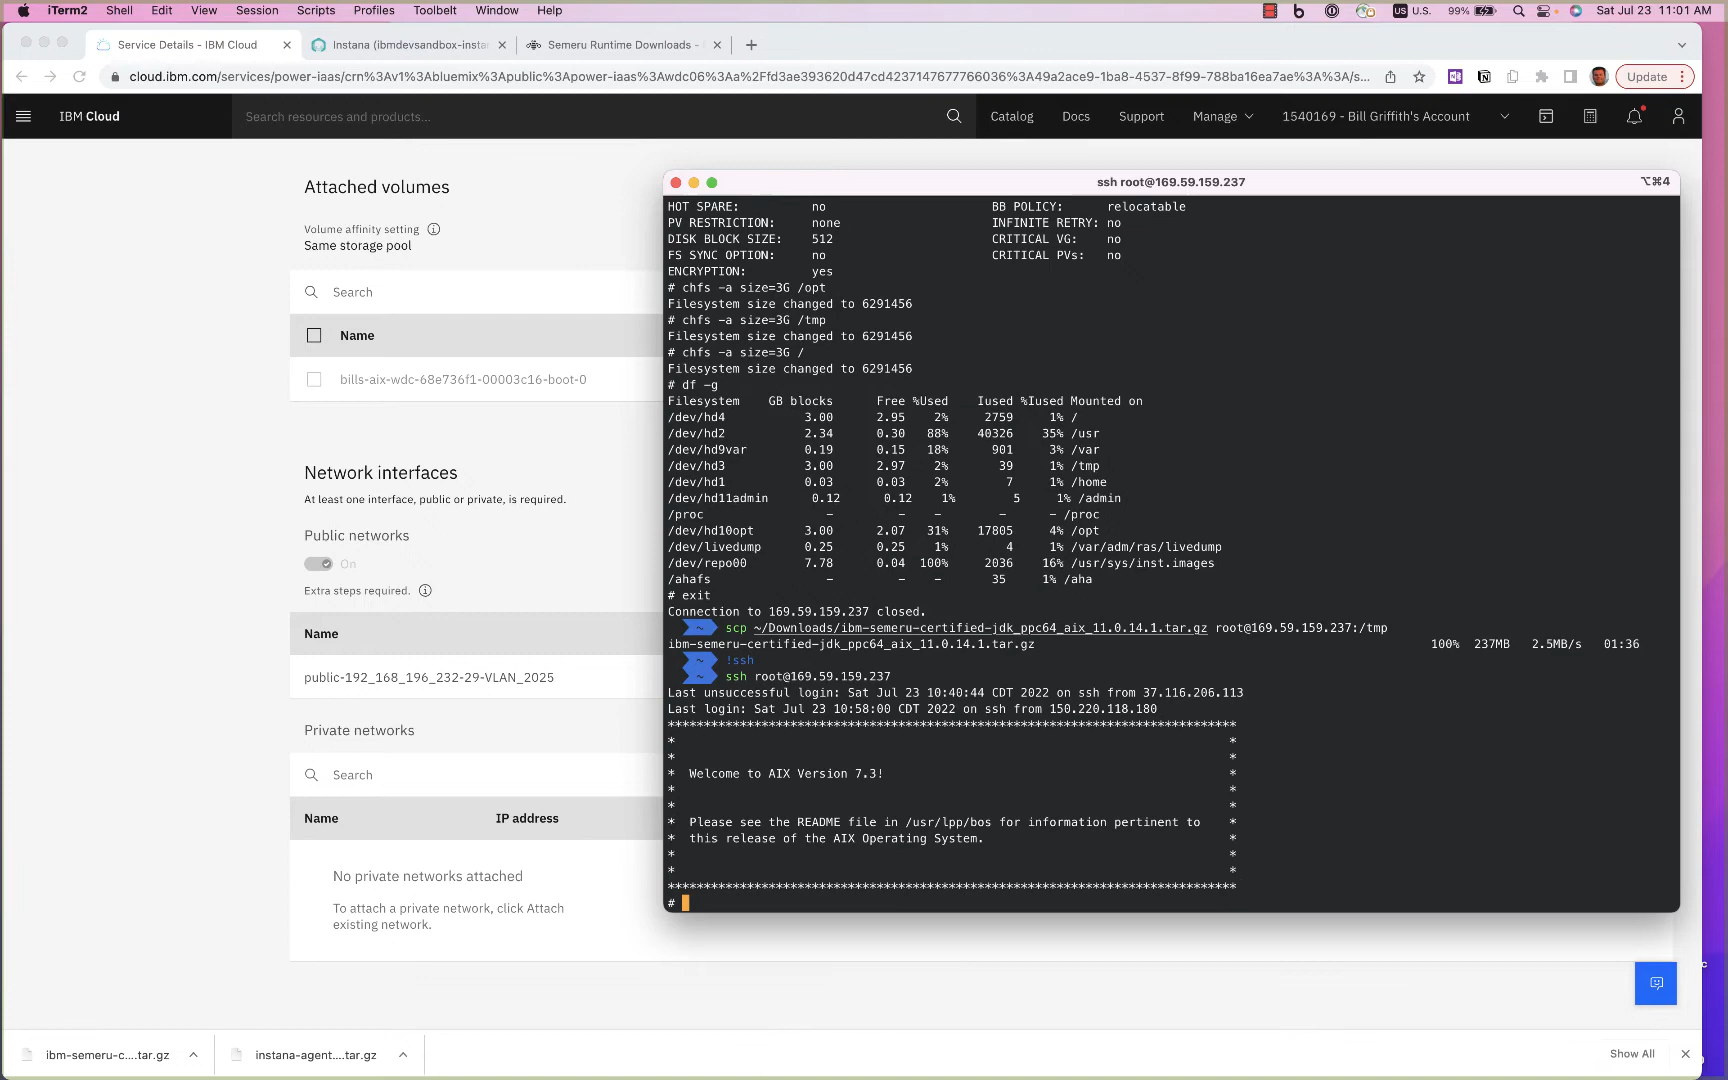 iTerm2 Shell Edit View Session Scripts Profiles Toolbelt Window Help US U.S. 99% Sat Jul 23 11:01 AM
Service Details - IBM Cloud Instana (ibmdevsandbox-instan Semeru Runtime Downloads -
cloud.ibm.com/services/power-iaas/crn%3Av1%3Abluemix%3Apublic%3Apower-iaas%3Awdc06%3Aa%2Ffd3ae393620d47cd4237147677766036%3A49a2ace9-1ba8-4537-8f99-788ba16ea7ae%3A%3A/s... Update
IBM Cloud Search resources and products... Catalog Docs Support Manage 1540169 - Bill Griffith's Account
Attached volumes
Volume affinity setting
Same storage pool
Search
Name
bills-aix-wdc-68e736f1-00003c16-boot-0
Network interfaces
At least one interface, public or private, is required.
Public networks
On
Extra steps required.
Name
public-192_168_196_232-29-VLAN_2025
Private networks
Search
Name IP address
No private networks attached
To attach a private network, click Attach
existing network.
ssh root@169.59.159.237 ⌥⌘4
HOT SPARE: no BB POLICY: relocatable
PV RESTRICTION: none INFINITE RETRY: no
DISK BLOCK SIZE: 512 CRITICAL VG: no
FS SYNC OPTION: no CRITICAL PVs: no
ENCRYPTION: yes
# chfs -a size=3G /opt
Filesystem size changed to 6291456
# chfs -a size=3G /tmp
Filesystem size changed to 6291456
# chfs -a size=3G /
Filesystem size changed to 6291456
# df -g
Filesystem GB blocks Free %Used Iused %Iused Mounted on
/dev/hd4 3.00 2.95 2% 2759 1% /
/dev/hd2 2.34 0.30 88% 40326 35% /usr
/dev/hd9var 0.19 0.15 18% 901 3% /var
/dev/hd3 3.00 2.97 2% 39 1% /tmp
/dev/hd1 0.03 0.03 2% 7 1% /home
/dev/hd11admin 0.12 0.12 1% 5 1% /admin
/proc - - - - - /proc
/dev/hd10opt 3.00 2.07 31% 17805 4% /opt
/dev/livedump 0.25 0.25 1% 4 1% /var/adm/ras/livedump
/dev/repo00 7.78 0.04 100% 2036 16% /usr/sys/inst.images
/ahafs - - - 35 1% /aha
# exit
Connection to 169.59.159.237 closed.
~ scp ~/Downloads/ibm-semeru-certified-jdk_ppc64_aix_11.0.14.1.tar.gz root@169.59.159.237:/tmp
ibm-semeru-certified-jdk_ppc64_aix_11.0.14.1.tar.gz 100% 237MB 2.5MB/s 01:36
~ !ssh
~ ssh root@169.59.159.237
Last unsuccessful login: Sat Jul 23 10:40:44 CDT 2022 on ssh from 37.116.206.113
Last login: Sat Jul 23 10:58:00 CDT 2022 on ssh from 150.220.118.180
*******************************************************************************
* *
* *
* Welcome to AIX Version 7.3! *
* *
* *
* Please see the README file in /usr/lpp/bos for information pertinent to *
* this release of the AIX Operating System. *
* *
* *
*******************************************************************************
#
ibm-semeru-c....tar.gz instana-agent....tar.gz Show All